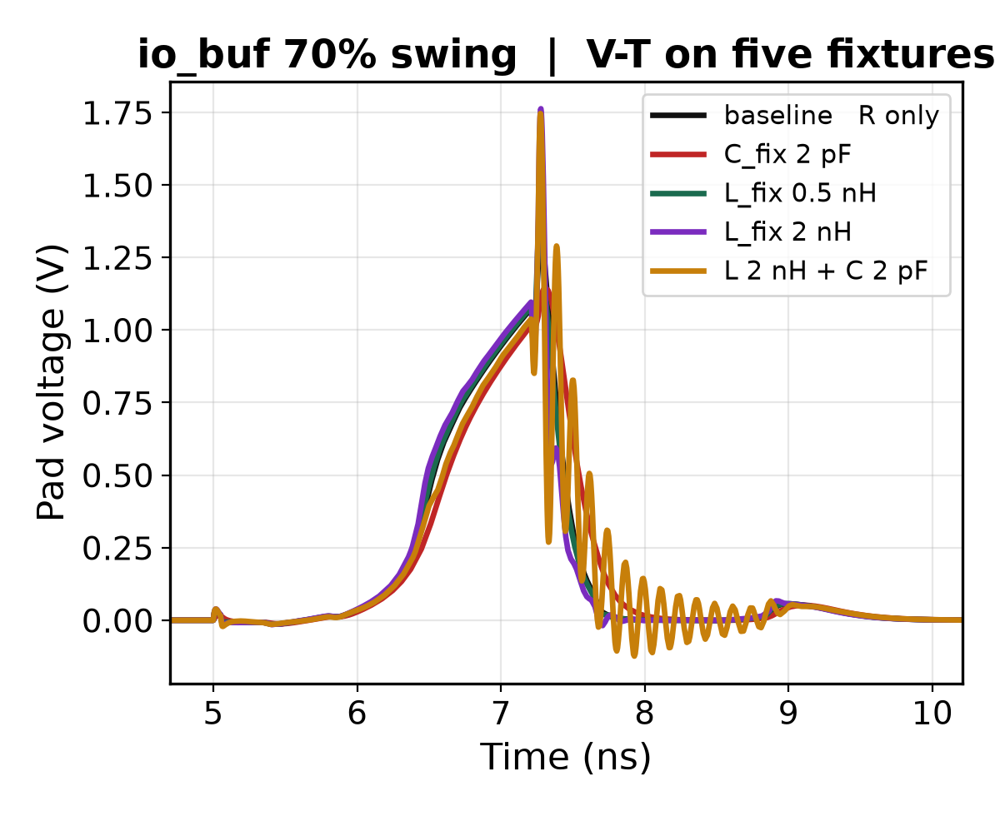 io_buf 70% swing | V-T on five fixtures
baseline R only
C_fix 2 pF
L_fix 0.5 nH
L_fix 2 nH
L 2 nH + C 2 pF
Pad voltage (V)
1.75
1.50
1.25
1.00
0.75
0.50
0.25
0.00
5 6 7 8 9 10
Time (ns)